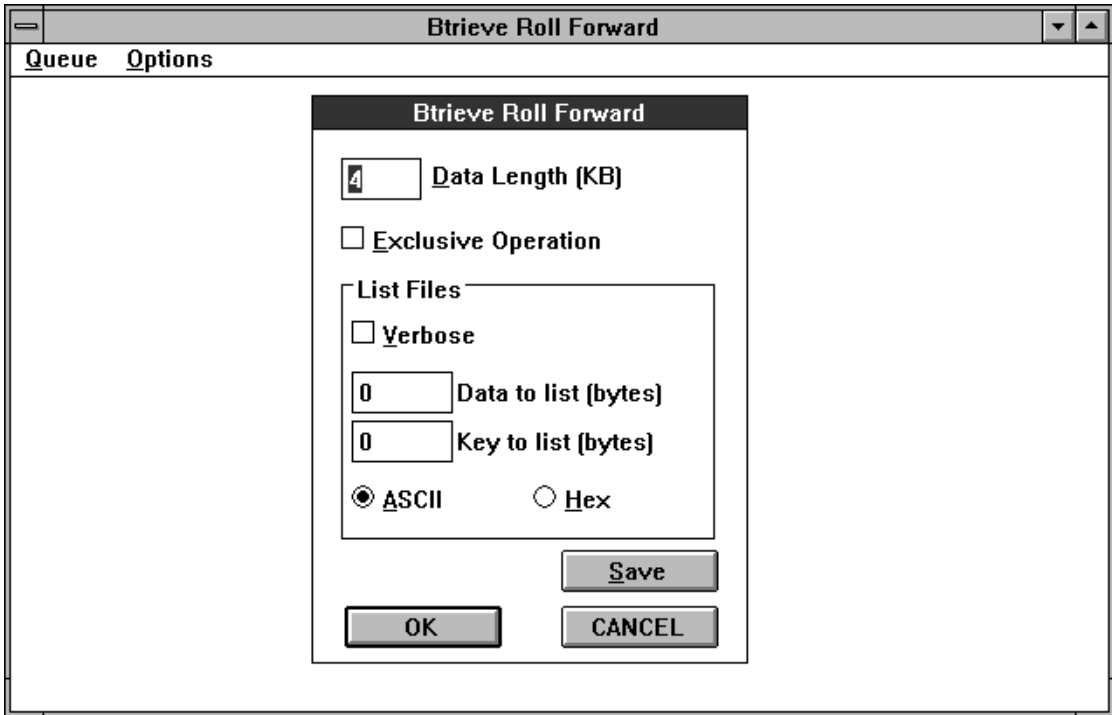 Btrieve Roll Forward
Queue Options
Btrieve Roll Forward
4 Data Length (KB)
Exclusive Operation
List Files
Verbose
0 Data to list (bytes)
0 Key to list (bytes)
ASCII Hex
Save
OK CANCEL